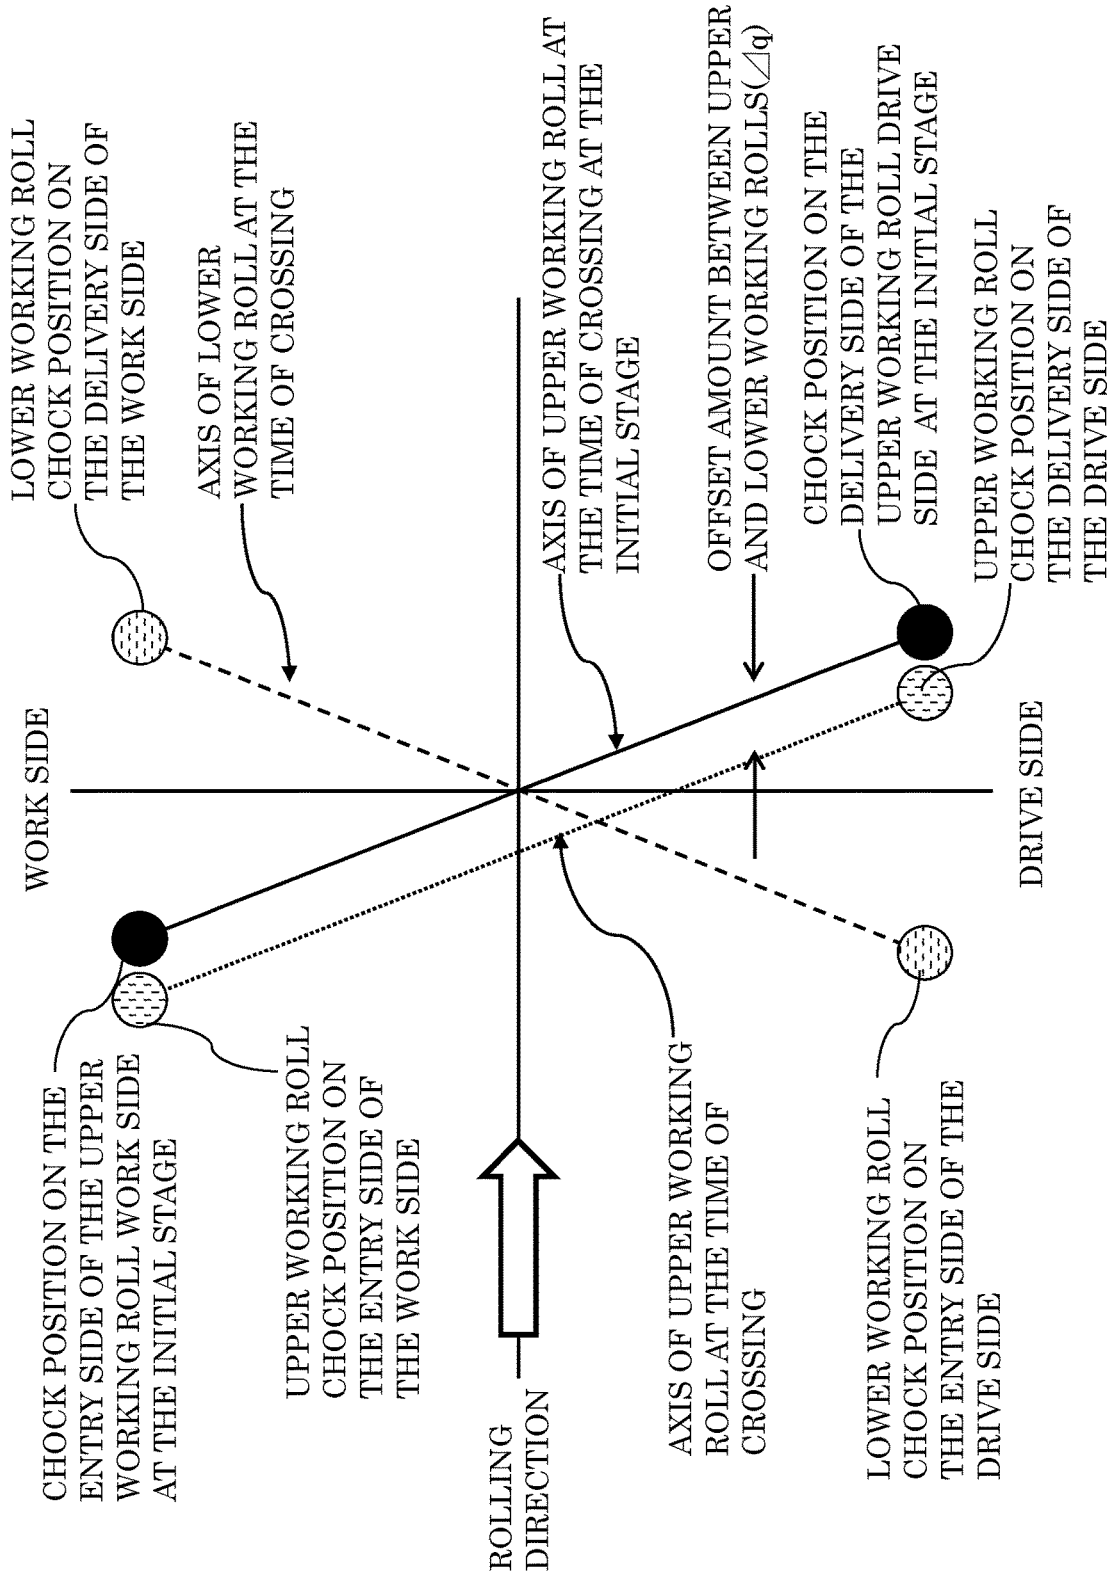 CHOCK POSITION ON THE
ENTRY SIDE OF THE UPPER
WORKING ROLL WORK SIDE
AT THE INITIAL STAGE
UPPER WORKING ROLL
CHOCK POSITION ON
THE ENTRY SIDE OF
THE WORK SIDE
WORK SIDE
LOWER WORKING ROLL
CHOCK POSITION ON
THE DELIVERY SIDE OF
THE WORK SIDE
AXIS OF LOWER
WORKING ROLL AT THE
TIME OF CROSSING
ROLLING
DIRECTION
AXIS OF UPPER WORKING ROLL AT
THE TIME OF CROSSING AT THE
INITIAL STAGE
AXIS OF UPPER WORKING
ROLL AT THE TIME OF
CROSSING
OFFSET AMOUNT BETWEEN UPPER
AND LOWER WORKING ROLLS(⊿q)
LOWER WORKING ROLL
CHOCK POSITION ON
THE ENTRY SIDE OF THE
DRIVE SIDE
CHOCK POSITION ON THE
DELIVERY SIDE OF THE
UPPER WORKING ROLL DRIVE
SIDE AT THE INITIAL STAGE
UPPER WORKING ROLL
CHOCK POSITION ON
THE DELIVERY SIDE OF
THE DRIVE SIDE
DRIVE SIDE